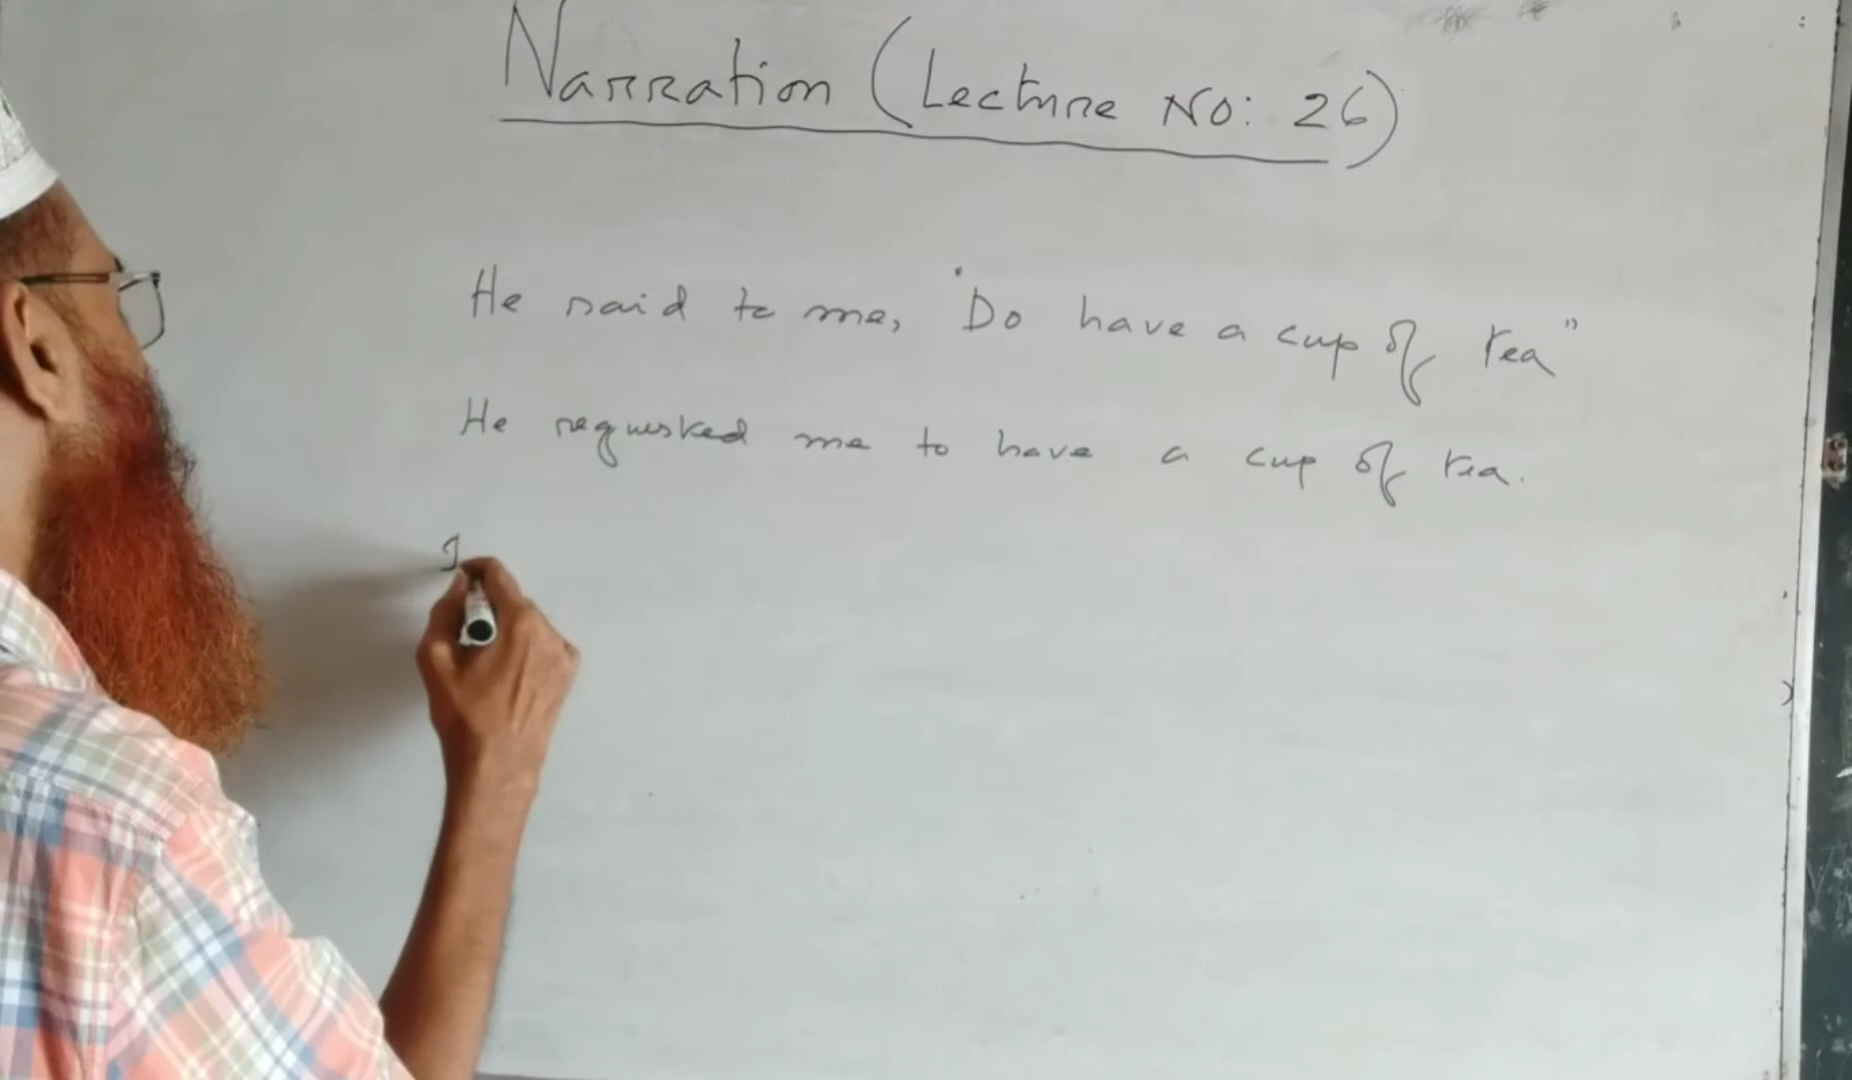 Narration (Lecture No: 26)
He said to me, "Do have a cup of tea"
He requested me to have a cup of tea.
I